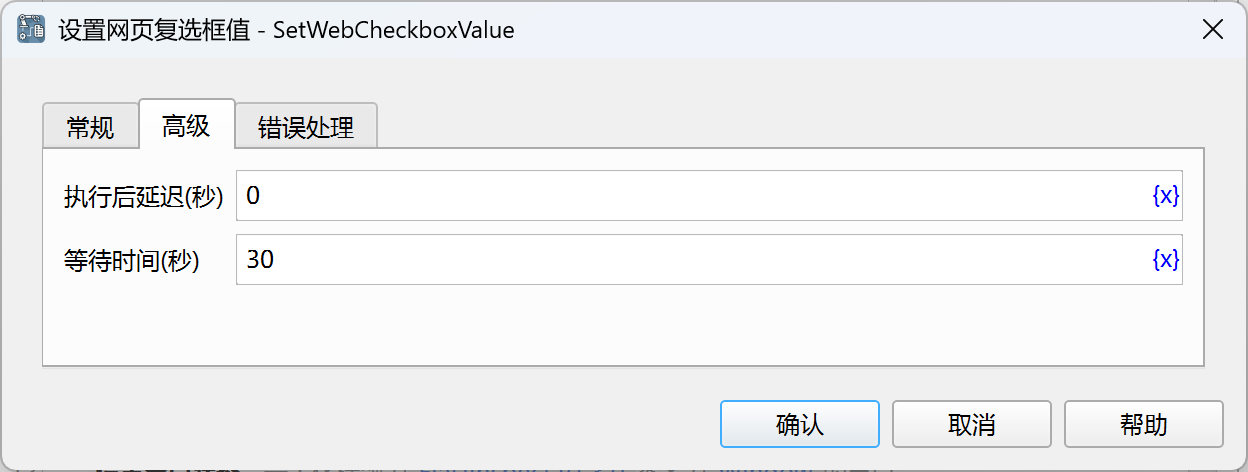 设置网页复选框值 - SetWebCheckboxValue
常规 高级 错误处理
执行后延迟(秒) 0 {x}
等待时间(秒) 30 {x}
确认 取消 帮助